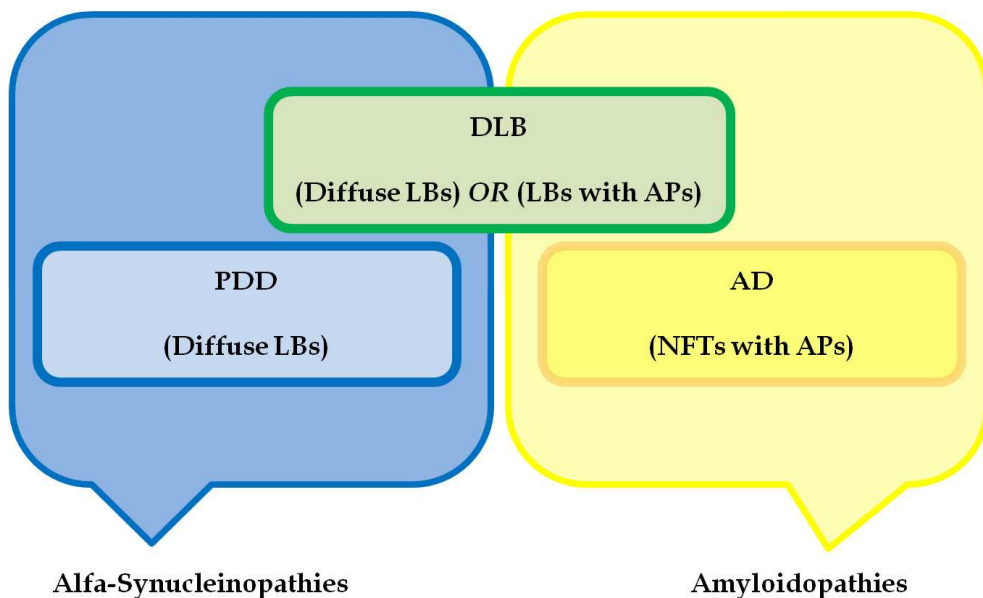 DLB
(Diffuse LBs) OR (LBs with APs)
PDD
(Diffuse LBs)
AD
(NFTs with APs)
Alfa-Synucleinopathies
Amyloidopathies